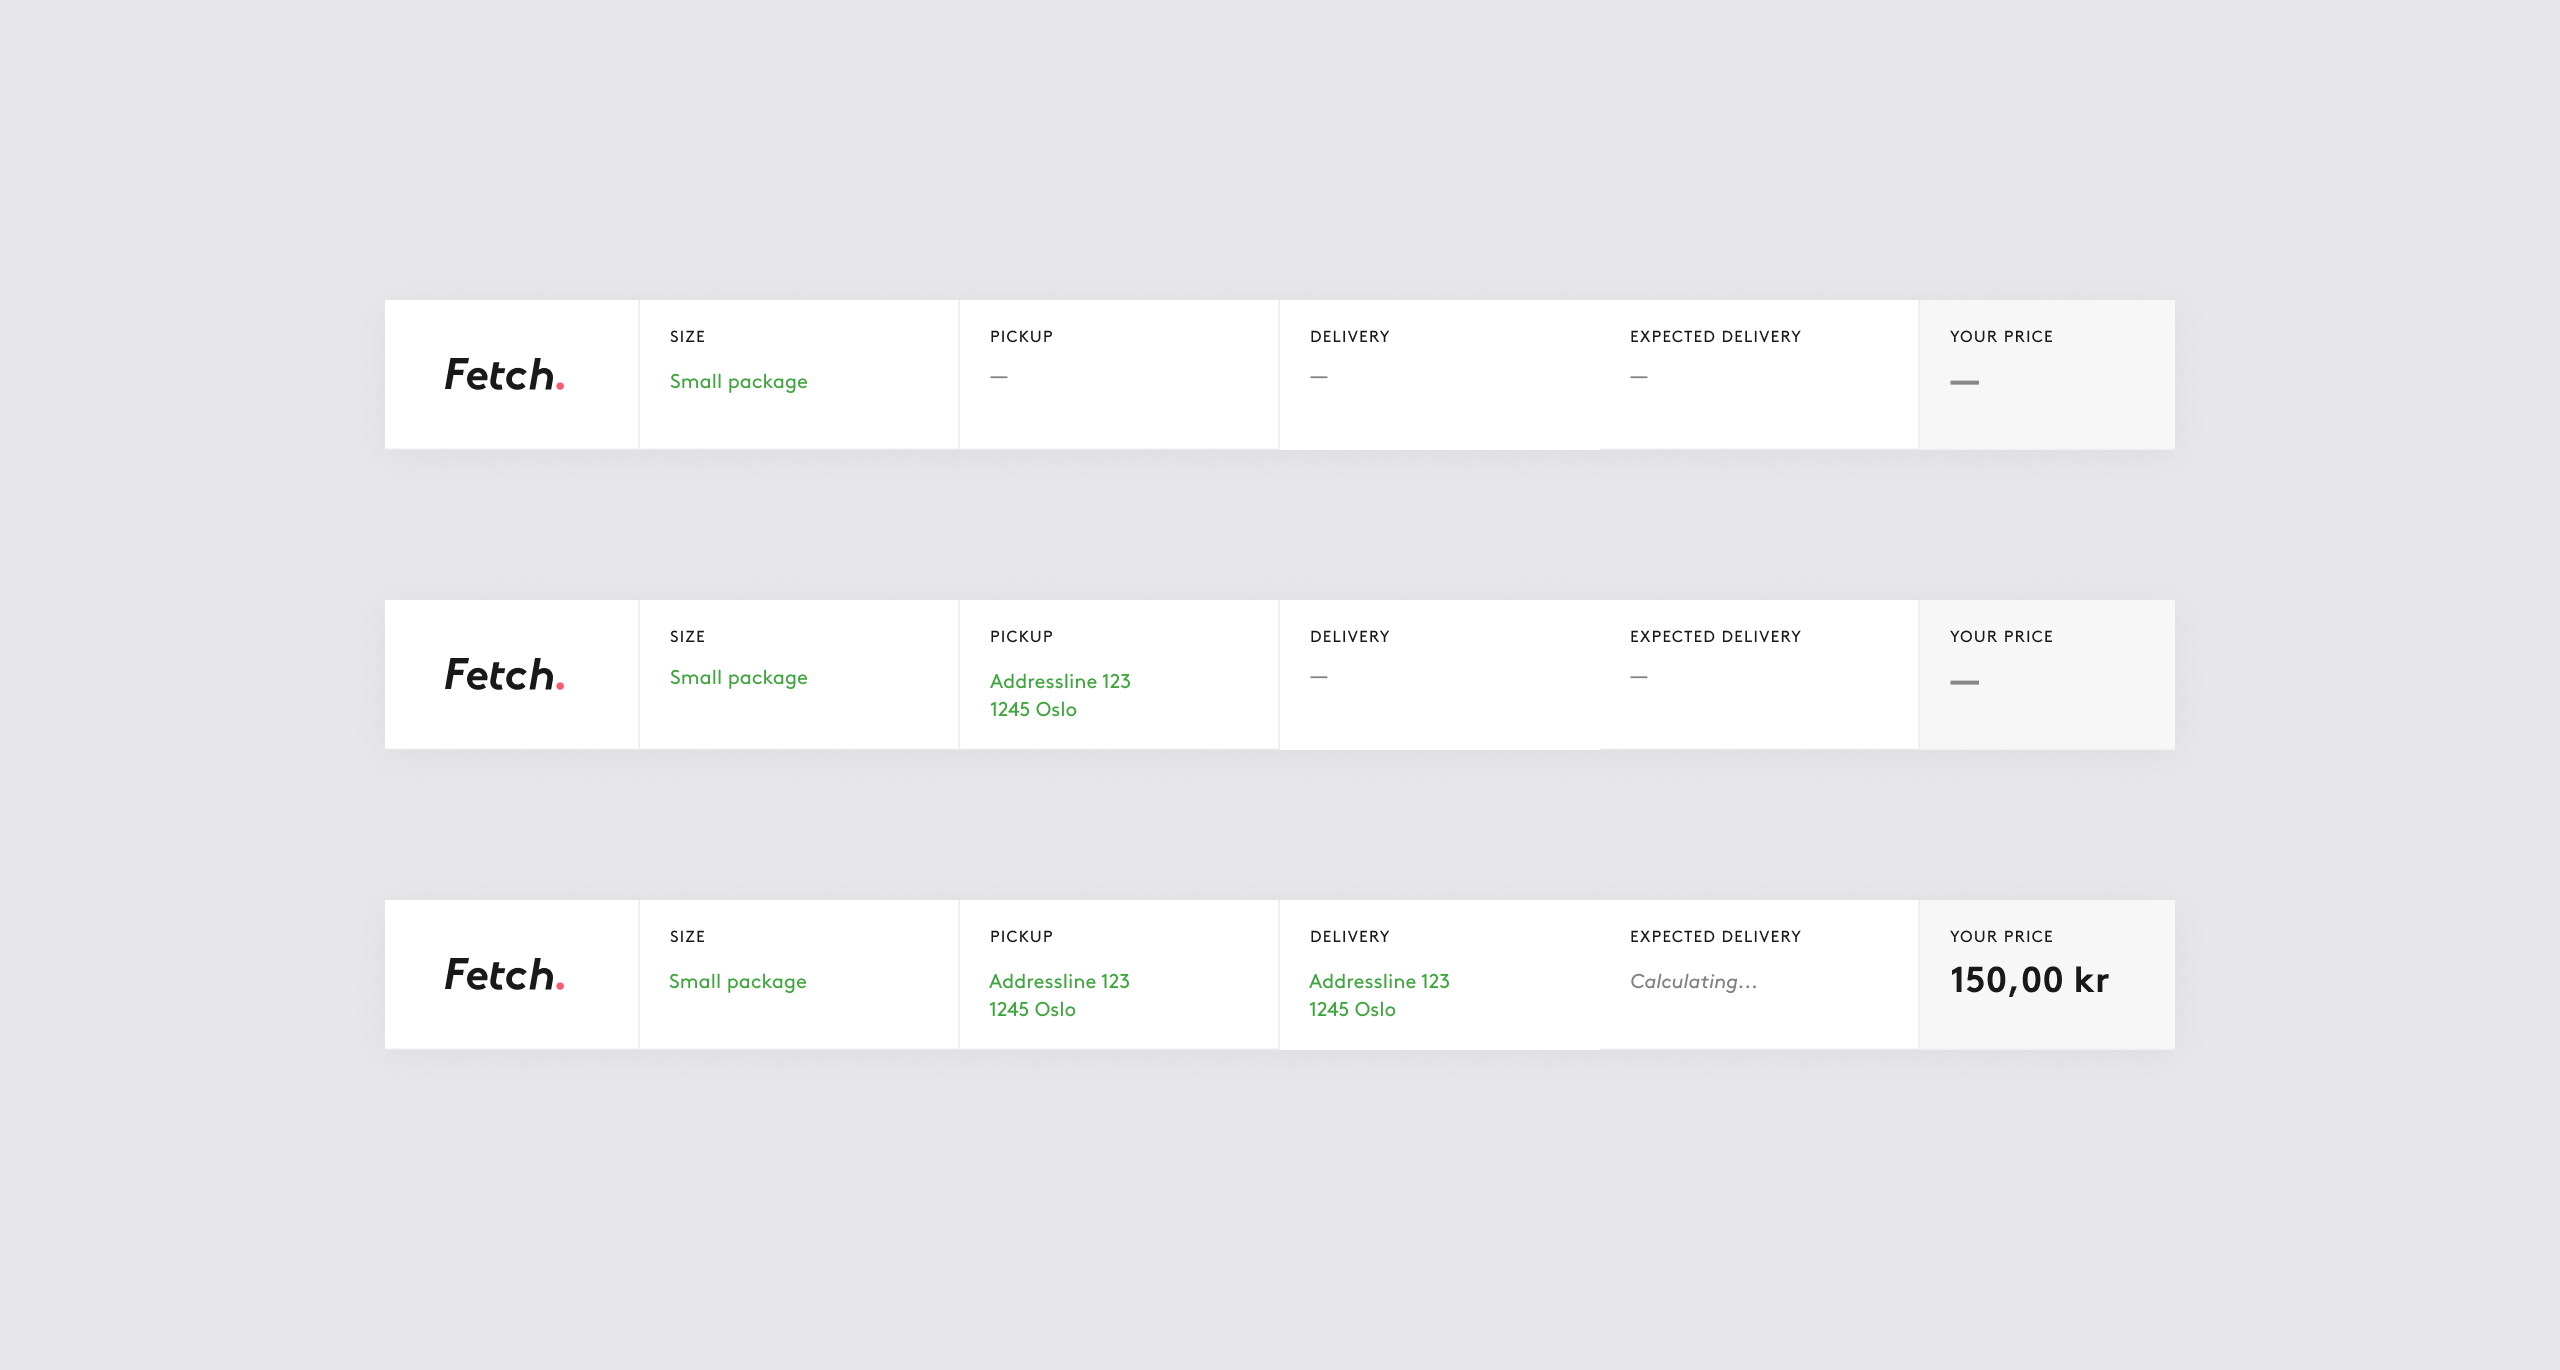 Fetch.
SIZE
Small package
PICKUP
—
DELIVERY
—
EXPECTED DELIVERY
—
YOUR PRICE
—
Fetch.
SIZE
Small package
PICKUP
Addressline 123
1245 Oslo
DELIVERY
—
EXPECTED DELIVERY
—
YOUR PRICE
—
Fetch.
SIZE
Small package
PICKUP
Addressline 123
1245 Oslo
DELIVERY
Addressline 123
1245 Oslo
EXPECTED DELIVERY
Calculating...
YOUR PRICE
150,00 kr